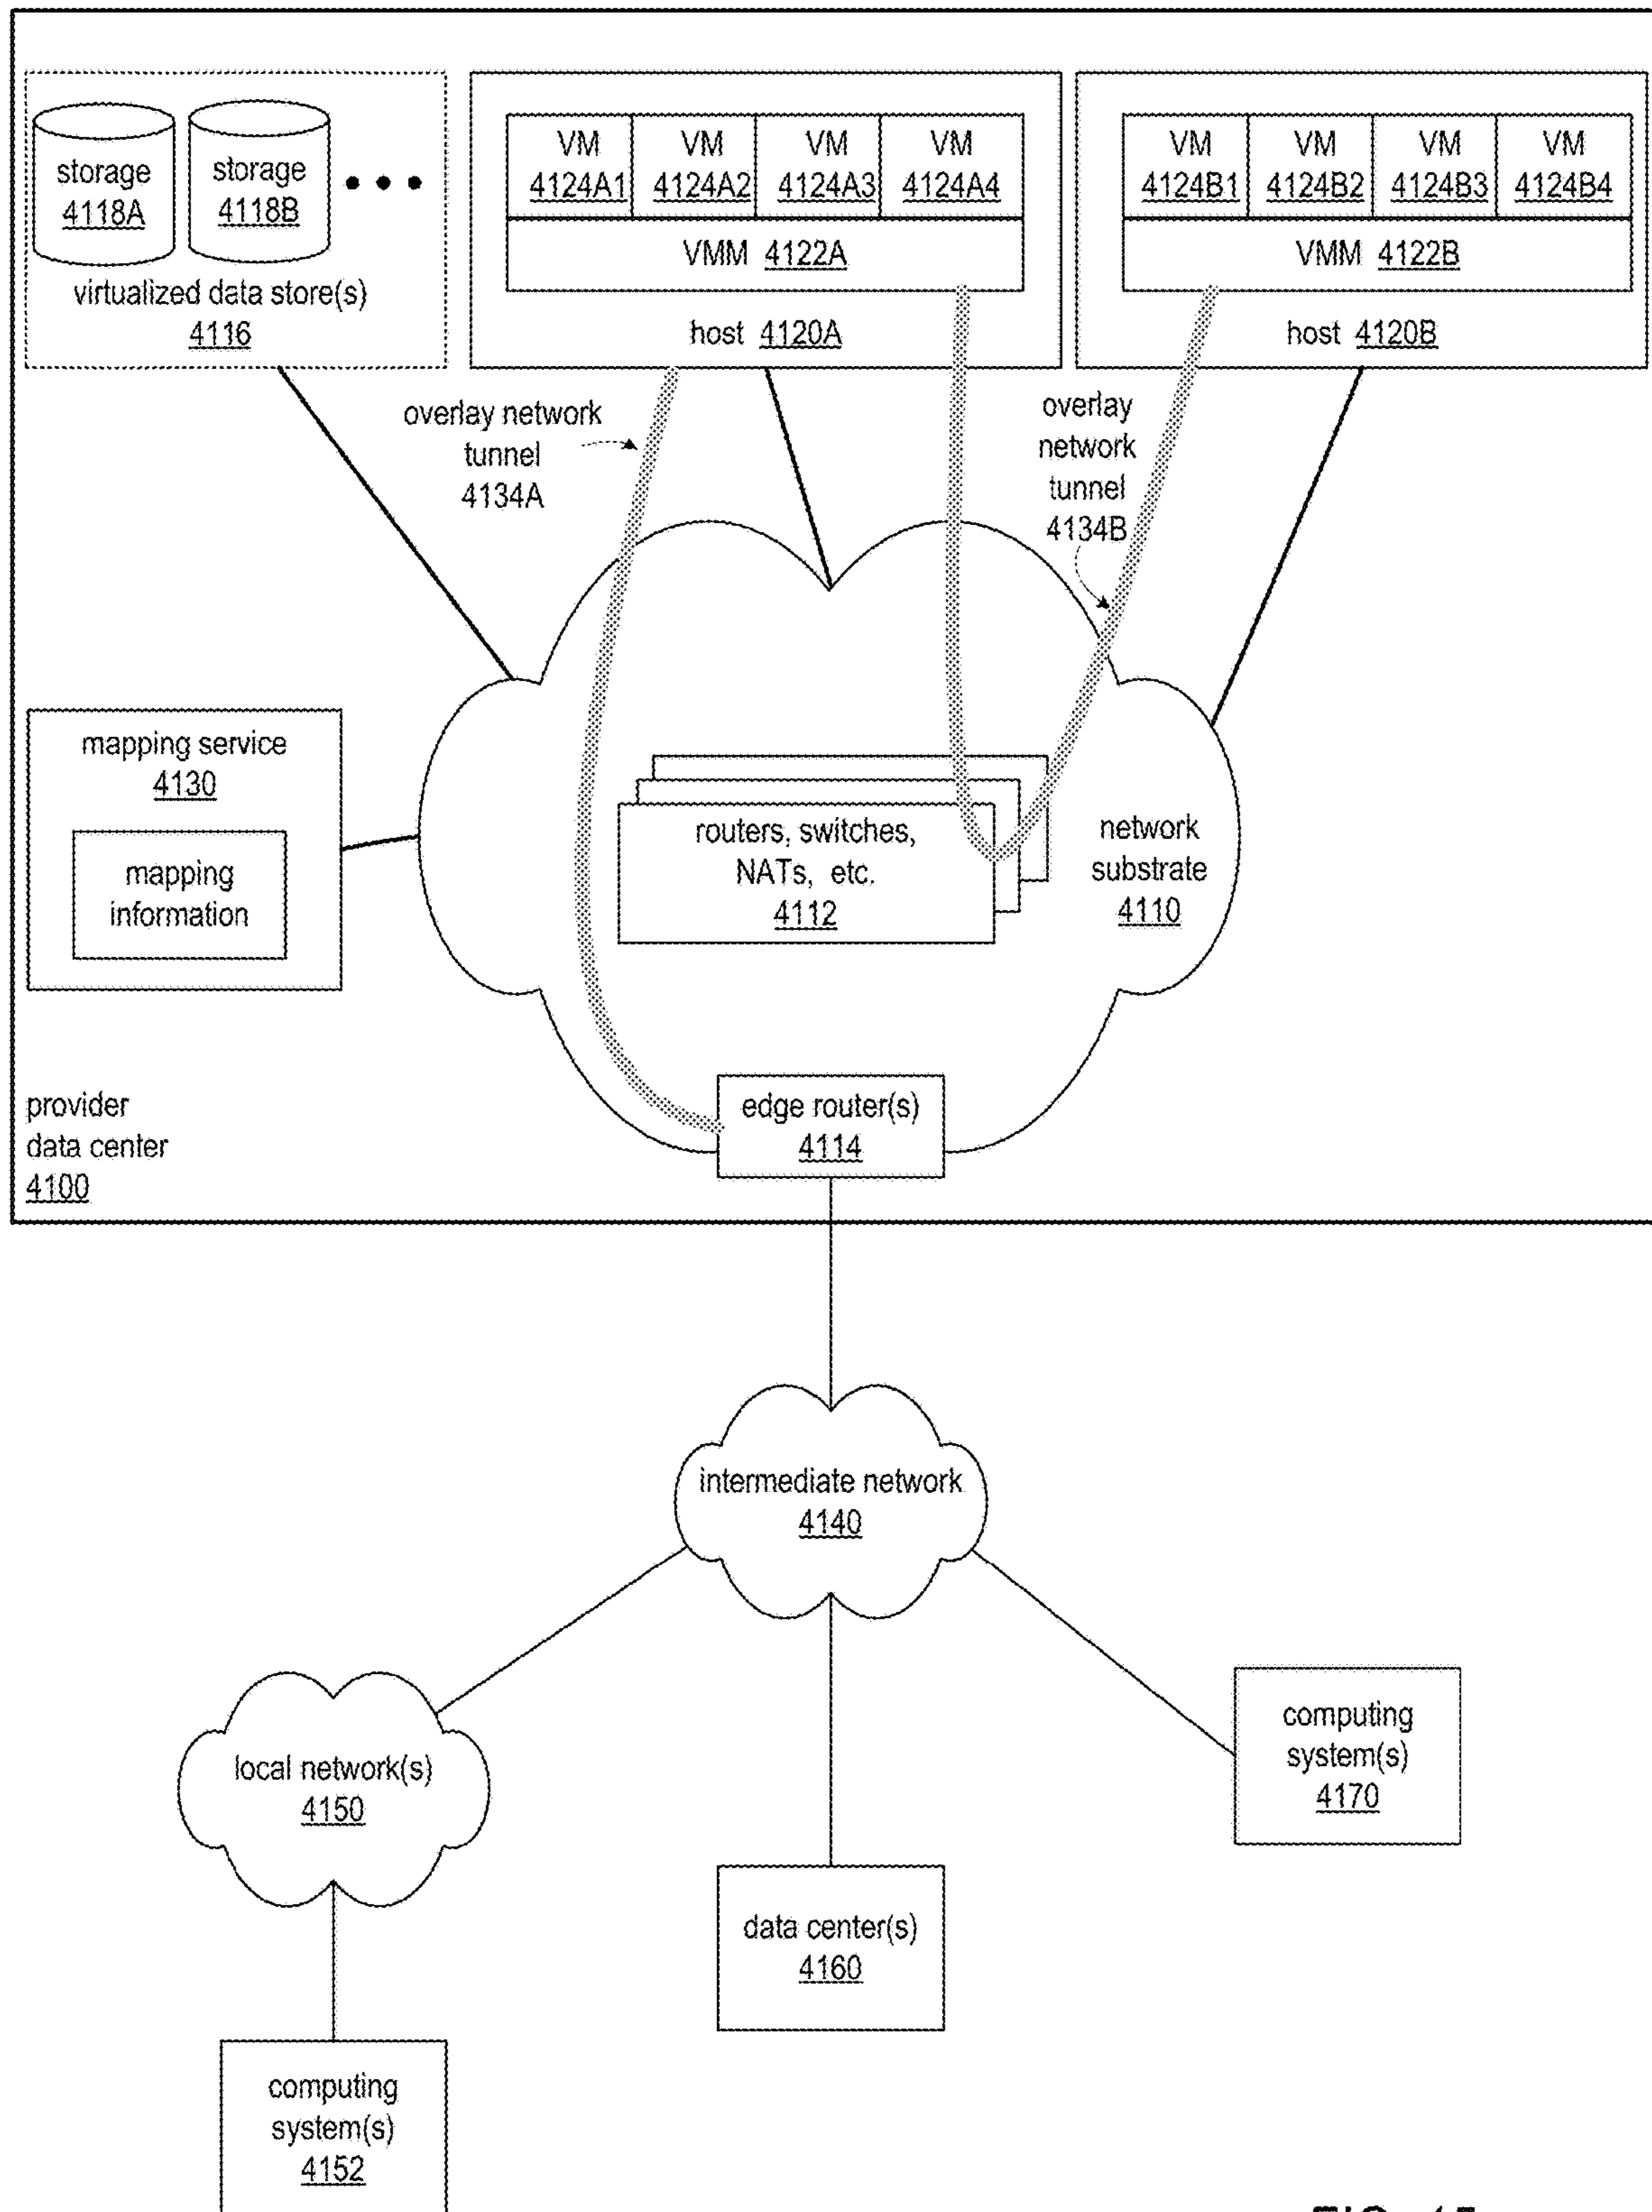 storage
4118A
storage
4118B
virtualized data store(s)
4116
VM
4124A1
VM
4124A2
VM
4124A3
VM
4124A4
VMM 4122A
host 4120A
VM
4124B1
VM
4124B2
VM
4124B3
VM
4124B4
VMM 4122B
host 4120B
overlay network
tunnel
4134A
overlay
network
tunnel
4134B
mapping service
4130
mapping
information
routers, switches,
NATs, etc.
4112
network
substrate
4110
edge router(s)
4114
provider
data center
4100
intermediate network
4140
local network(s)
4150
computing
system(s)
4170
data center(s)
4160
computing
system(s)
4152